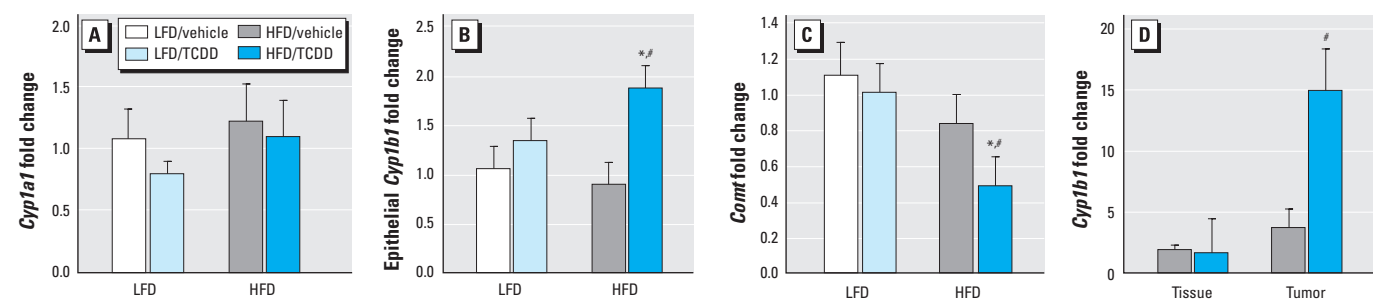 A
LFD/vehicle HFD/vehicle
LFD/TCDD HFD/TCDD
Cyp1a1 fold change
2.0
1.5
1.0
0.5
0.0
LFD HFD
B
Epithelial Cyp1b1 fold change
2.5
2.0
1.5
1.0
0.5
0.0
*,#
LFD HFD
C
Comt fold change
1.4
1.2
1.0
0.8
0.6
0.4
0.2
0.0
*,#
LFD HFD
D
Cyp1b1 fold change
20
15
10
5
0
#
Tissue Tumor